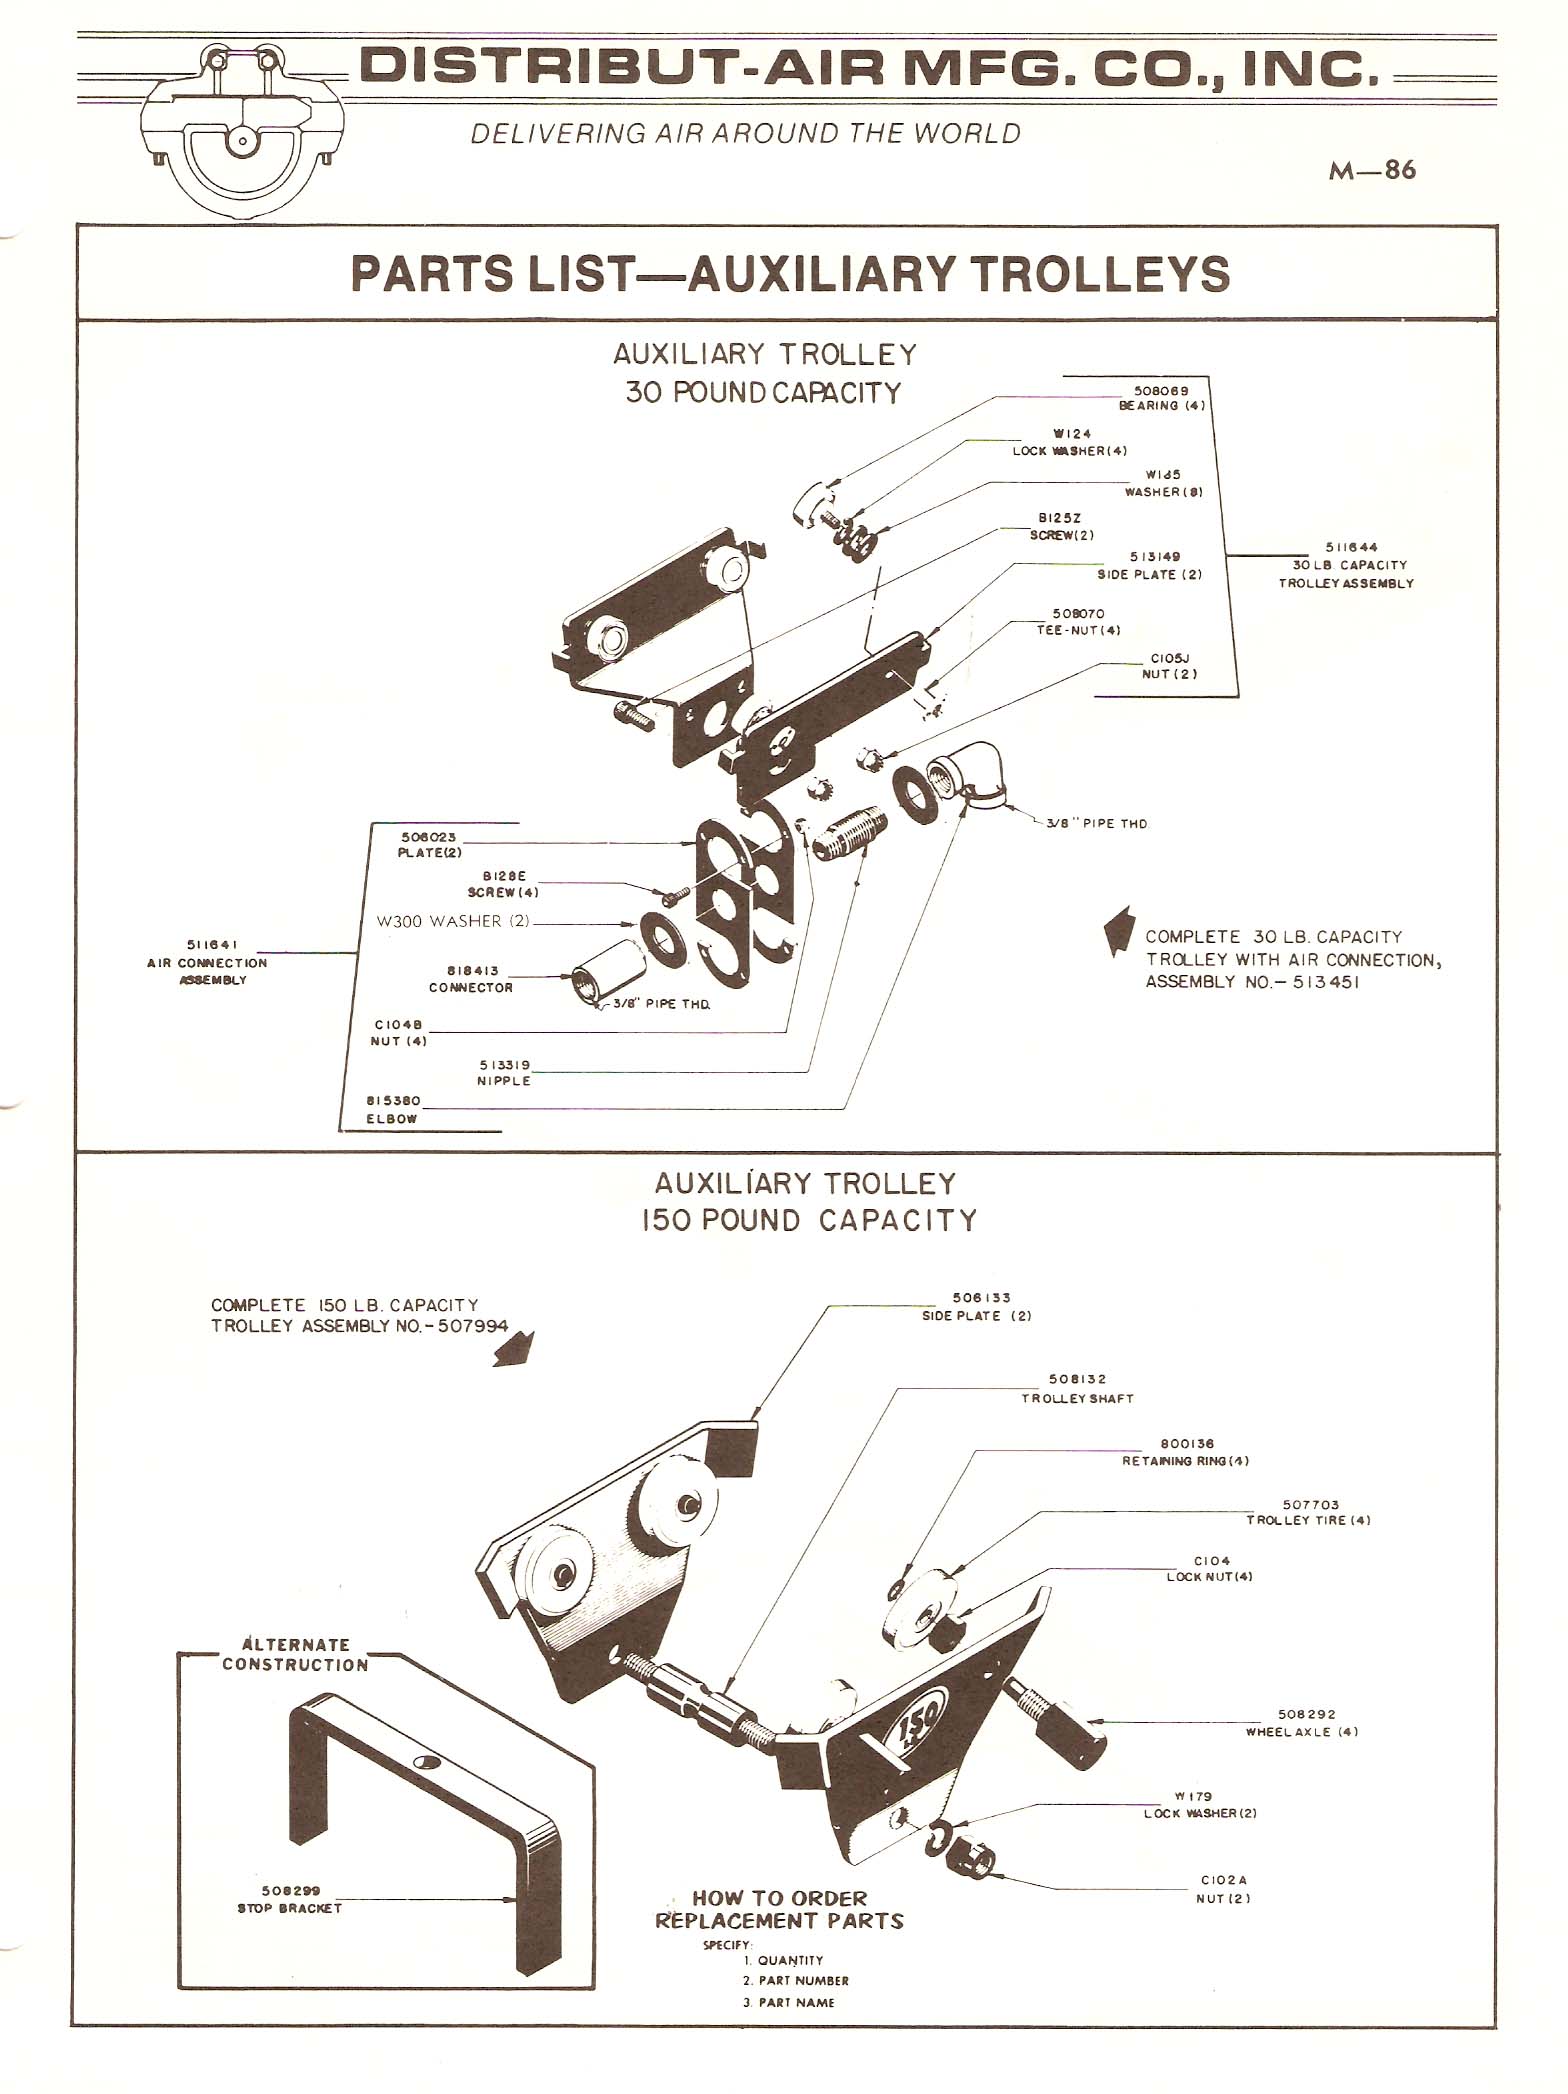 DISTRIBUT-AIR MFG. CO., INC.
DELIVERING AIR AROUND THE WORLD
M—86
PARTS LIST—AUXILIARY TROLLEYS
AUXILIARY TROLLEY
30 POUND CAPACITY
508069
BEARING (4)
W124
LOCK WASHER (4)
WASHER (8)
B125Z
SCREW (2)
513149
SIDE PLATE (2)
508070
TEE-NUT (4)
C105J
NUT (2)
511644
30 LB. CAPACITY
TROLLEY ASSEMBLY
3/8" PIPE THD.
506023
PLATE (2)
B128E
SCREW (4)
W300 WASHER (2)
818413
CONNECTOR
3/8" PIPE THD.
C104B
NUT (4)
513319
NIPPLE
815380
ELBOW
511641
AIR CONNECTION
ASSEMBLY
COMPLETE 30 LB. CAPACITY
TROLLEY WITH AIR CONNECTION,
ASSEMBLY NO.- 513451
AUXILIARY TROLLEY
150 POUND CAPACITY
COMPLETE 150 LB. CAPACITY
TROLLEY ASSEMBLY NO.- 507994
506133
SIDE PLATE (2)
508132
TROLLEY SHAFT
800136
RETAINING RING (4)
507703
TROLLEY TIRE (4)
C104
LOCK NUT (4)
150
508292
WHEEL AXLE (4)
W179
LOCK WASHER (2)
C102A
NUT (2)
ALTERNATE
CONSTRUCTION
508299
STOP BRACKET
HOW TO ORDER
REPLACEMENT PARTS
SPECIFY:
1. QUANTITY
2. PART NUMBER
3. PART NAME